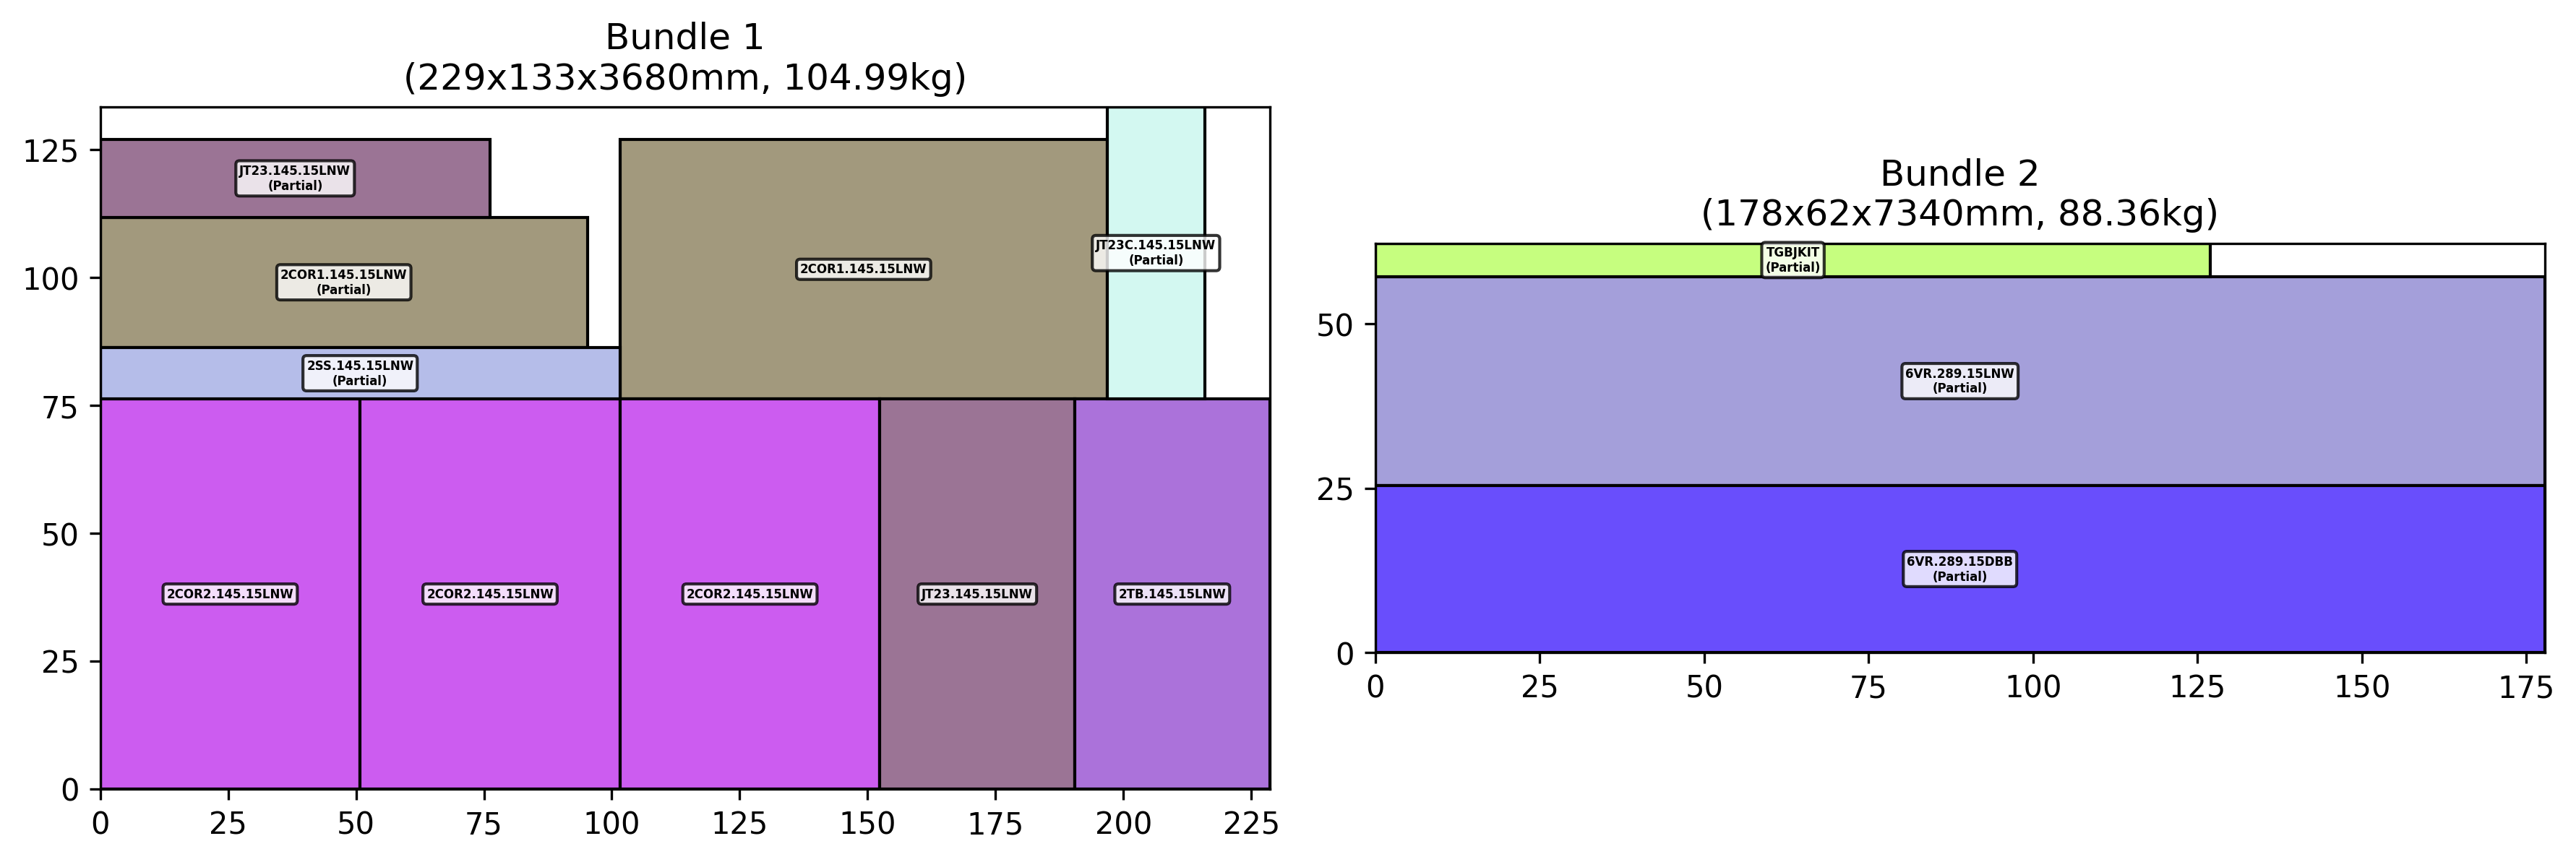 Bundle 1
(229x133x3680mm, 104.99kg)
125
100
75
50
25
0
JT23.145.15LNW
(Partial)
2COR1.145.15LNW
(Partial)
2COR1.145.15LNW
JT23C.145.15LNW
(Partial)
2SS.145.15LNW
(Partial)
2COR2.145.15LNW
2COR2.145.15LNW
2COR2.145.15LNW
JT23.145.15LNW
2TB.145.15LNW
0 25 50 75 100 125 150 175 200 225
Bundle 2
(178x62x7340mm, 88.36kg)
50
25
0
TGBJKIT
(Partial)
6VR.289.15LNW
(Partial)
6VR.289.15DBB
(Partial)
0 25 50 75 100 125 150 175